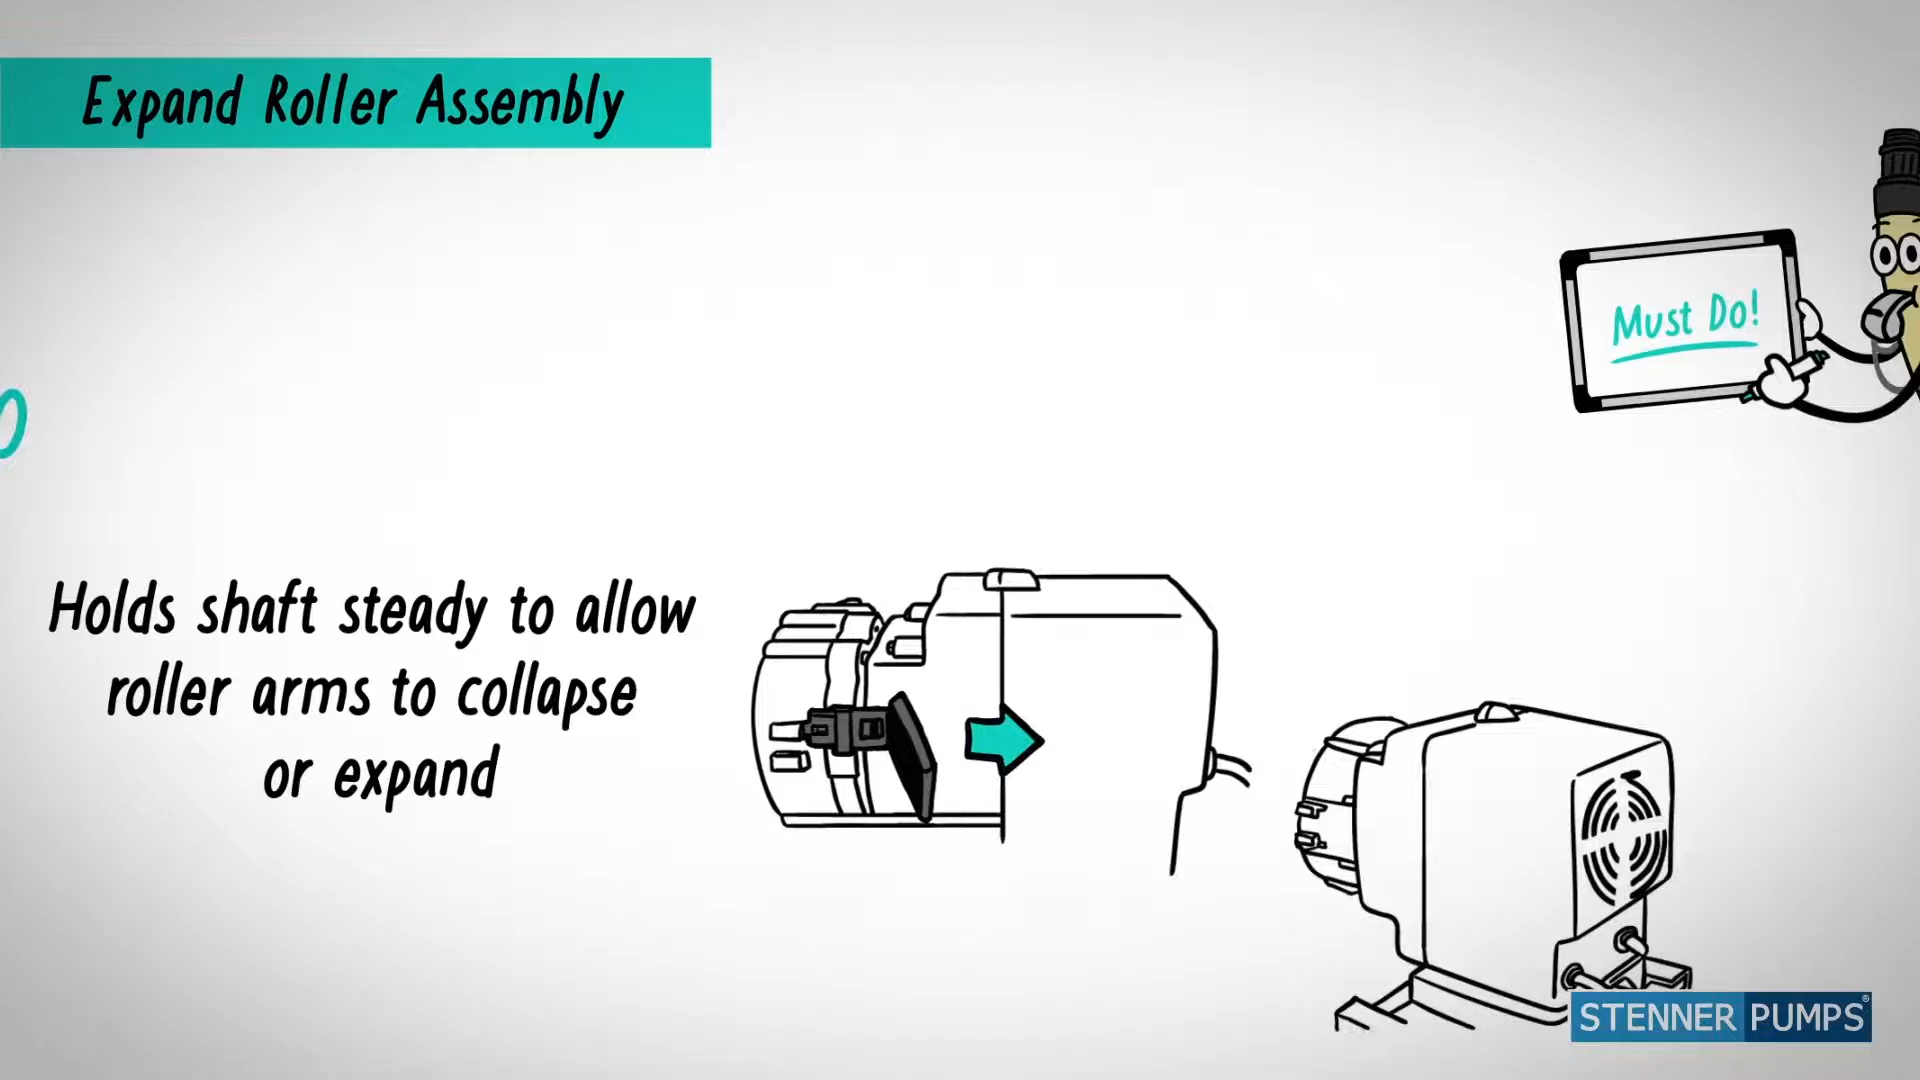 Expand Roller Assembly
Must Do!
Holds shaft steady to allow
roller arms to collapse
or expand
STENNER PUMPS®